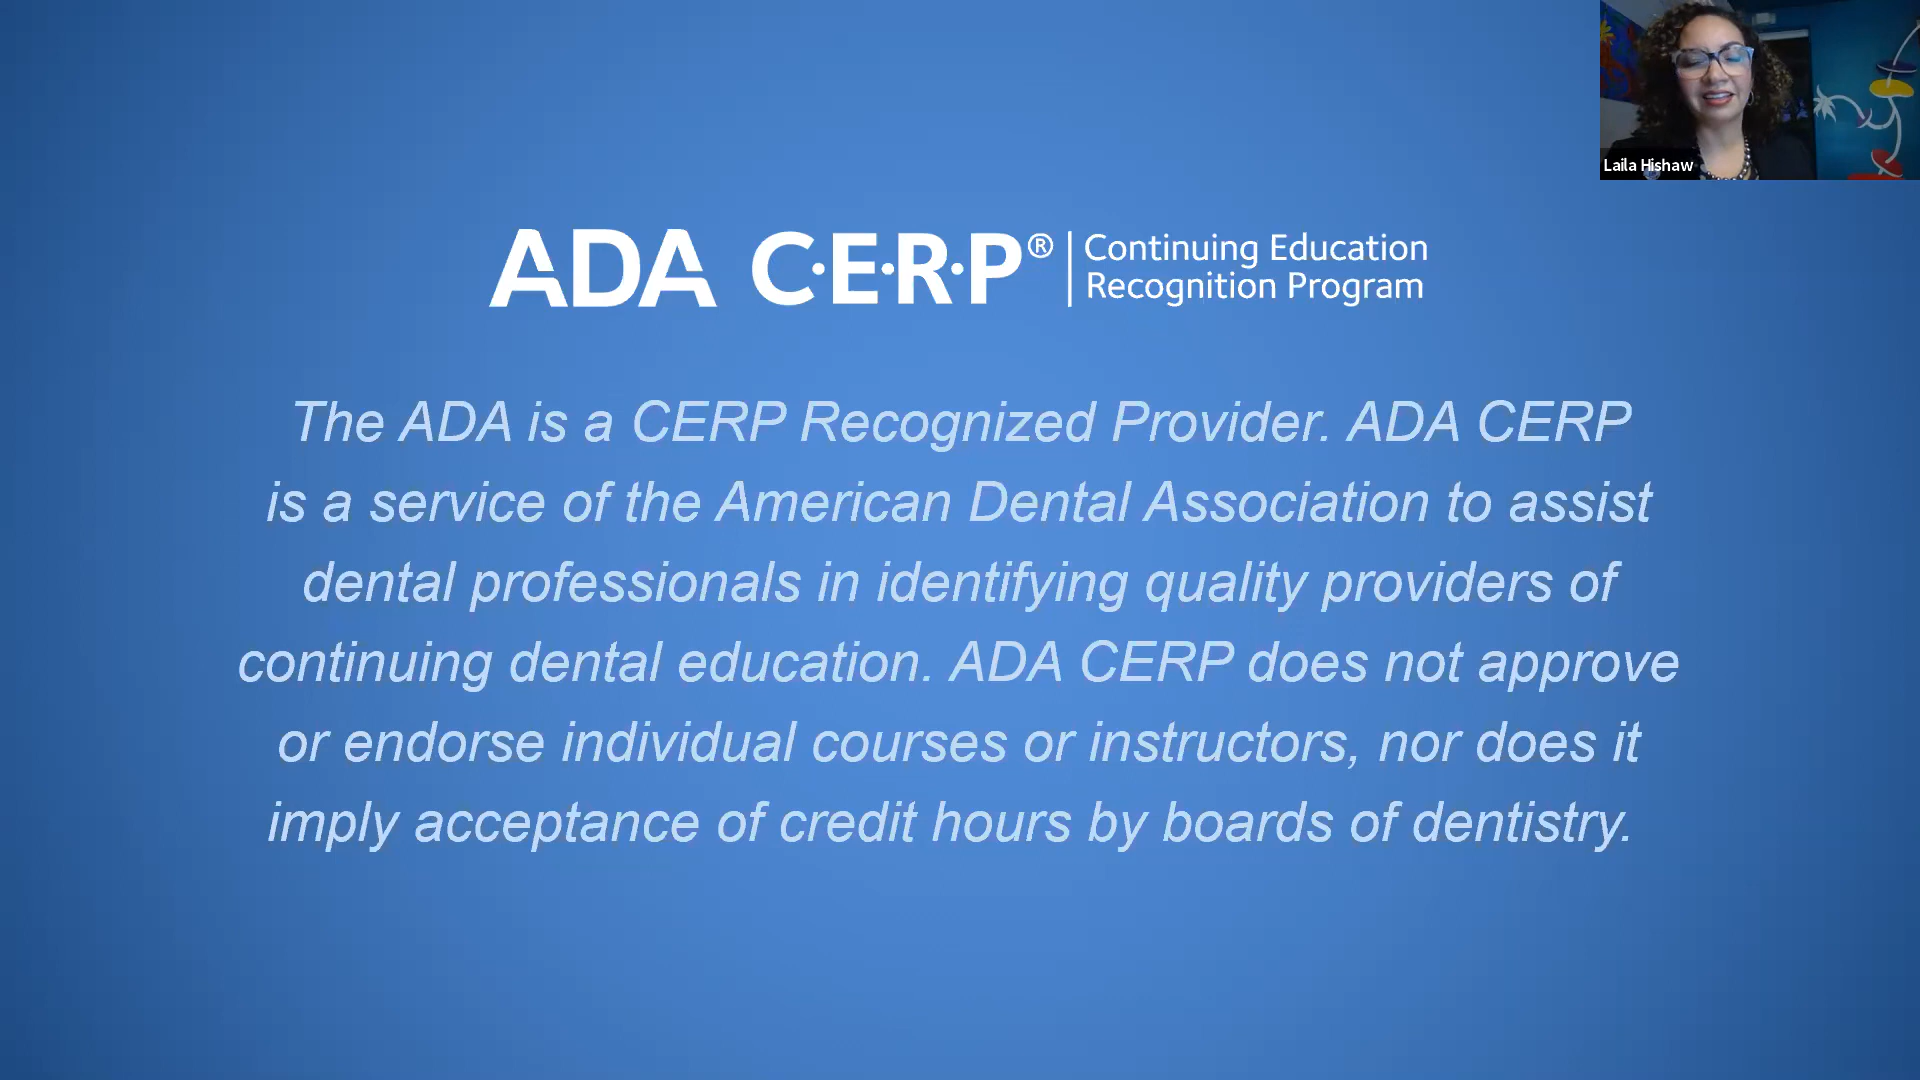 Laila Hishaw
ADA C·E·R·P® | Continuing Education
Recognition Program
The ADA is a CERP Recognized Provider. ADA CERP
is a service of the American Dental Association to assist
dental professionals in identifying quality providers of
continuing dental education. ADA CERP does not approve
or endorse individual courses or instructors, nor does it
imply acceptance of credit hours by boards of dentistry.